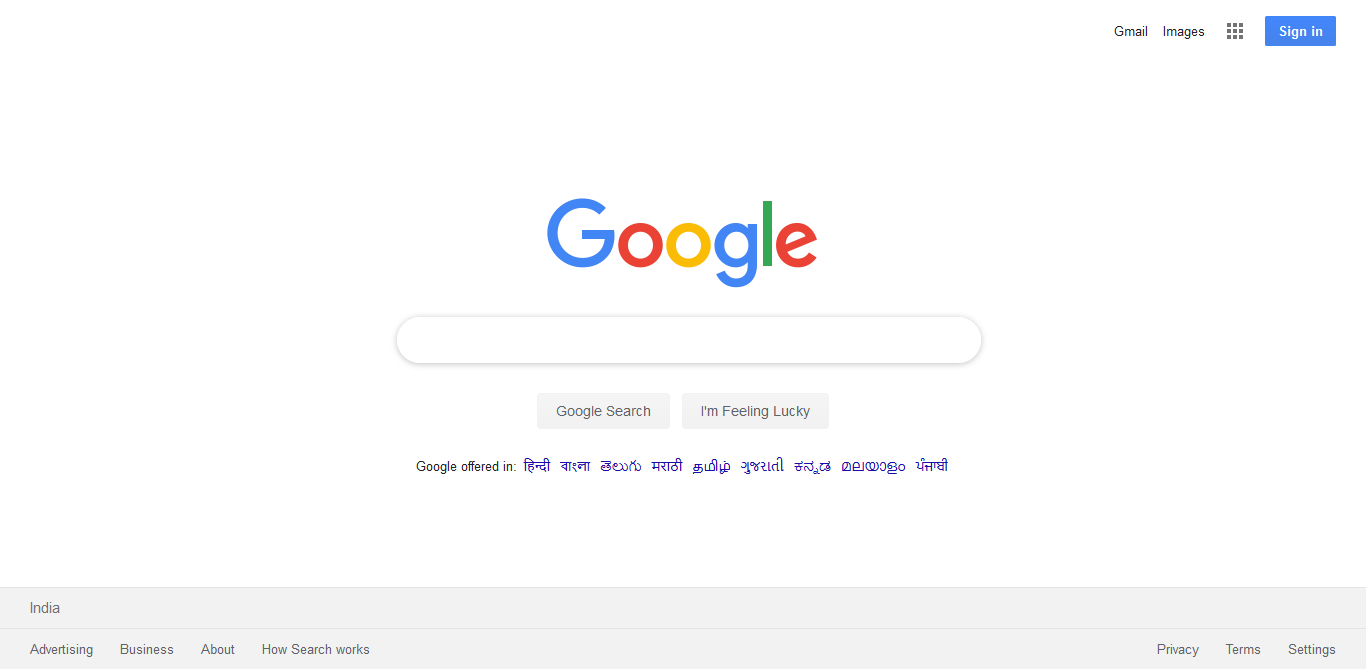 Gmail Images Sign in
Google
Google Search I'm Feeling Lucky
Google offered in: हिन्दी বাংলা తెలుగు मराठी தமிழ் ગુજરાતી ಕನ್ನಡ മലയാളം ਪੰਜਾਬੀ
India
Advertising Business About How Search works Privacy Terms Settings